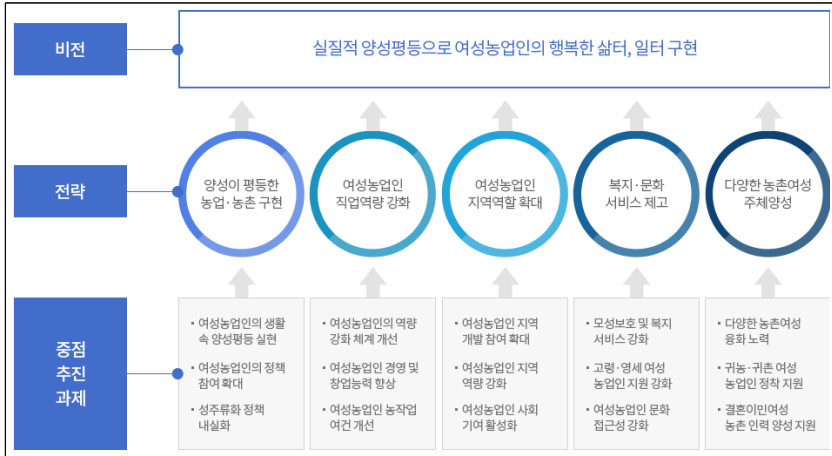 비전
실질적 양성평등으로 여성농업인의 행복한 삶터, 일터 구현
전략
양성이 평등한
농업·농촌 구현
여성농업인
직업역량 강화
여성농업인
지역역할 확대
복지·문화
서비스 제고
다양한 농촌여성
주체양성
중점
추진
과제
• 여성농업인의 생활
속 양성평등 실현
• 여성농업인의 정책
참여 확대
• 성주류화 정책
내실화
• 여성농업인의 역량
강화 체계 개선
• 여성농업인 경영 및
창업능력 향상
• 여성농업인 농작업
여건 개선
• 여성농업인 지역
개발 참여 확대
• 여성농업인 지역
역량 강화
• 여성농업인 사회
기여 활성화
• 모성보호 및 복지
서비스 강화
• 고령·영세 여성
농업인 지원 강화
• 여성농업인 문화
접근성 강화
• 다양한 농촌여성
융화 노력
• 귀농·귀촌 여성
농업인 정착 지원
• 결혼이민여성
농촌 인력 양성 지원